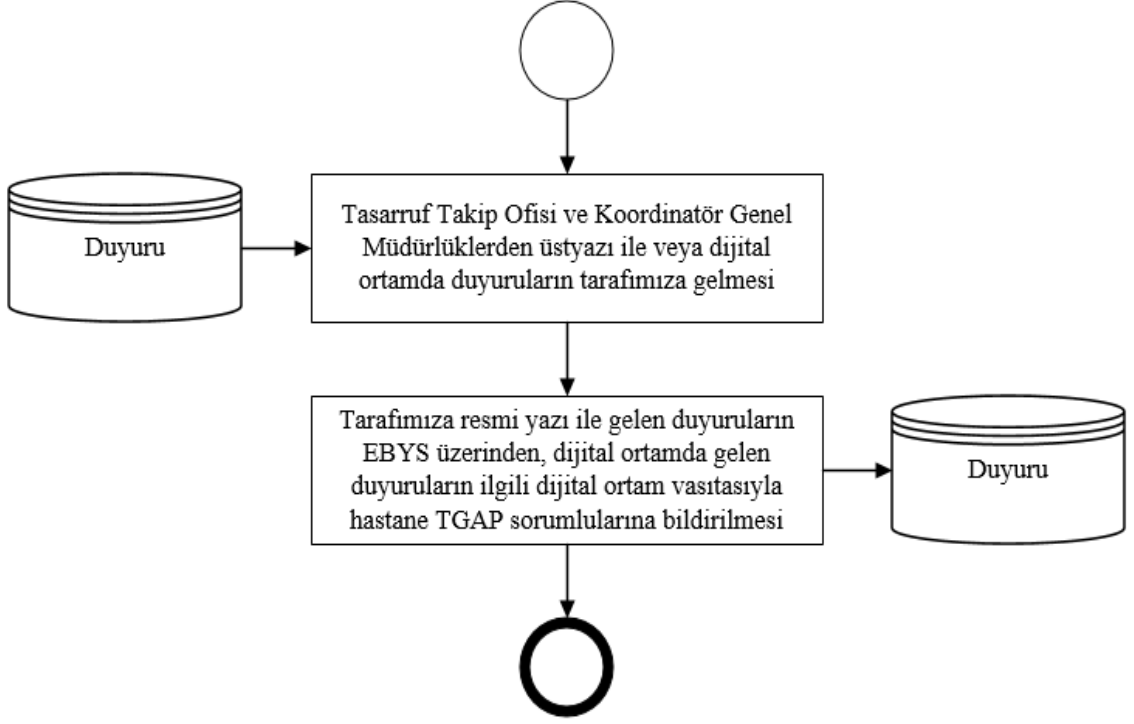 Tasarruf Takip Ofisi ve Koordinatör Genel
Müdürlüklerden üstyazı ile veya dijital
ortamda duyuruların tarafımıza gelmesi
Duyuru
Tarafımıza resmi yazı ile gelen duyuruların
EBYS üzerinden, dijital ortamda gelen
duyuruların ilgili dijital ortam vasıtasıyla
hastane TGAP sorumlularına bildirilmesi
Duyuru